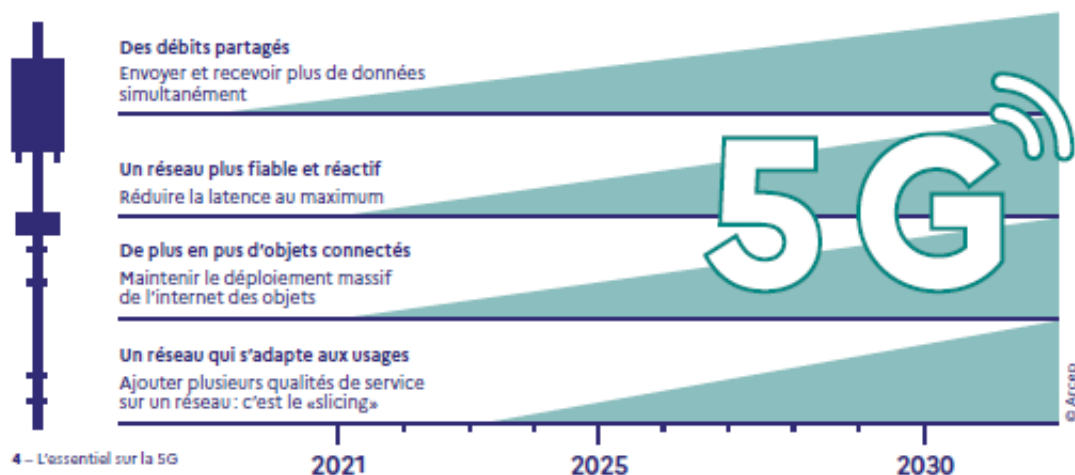 Des débits partagés
Envoyer et recevoir plus de données
simultanément
Un réseau plus fiable et réactif
Réduire la latence au maximum
De plus en pus d'objets connectés
Maintenir le déploiement massif
de l'internet des objets
Un réseau qui s'adapte aux usages
Ajouter plusieurs qualités de service
sur un réseau : c'est le «slicing»
5G
© Arcep
4 – L'essentiel sur la 5G
2021
2025
2030